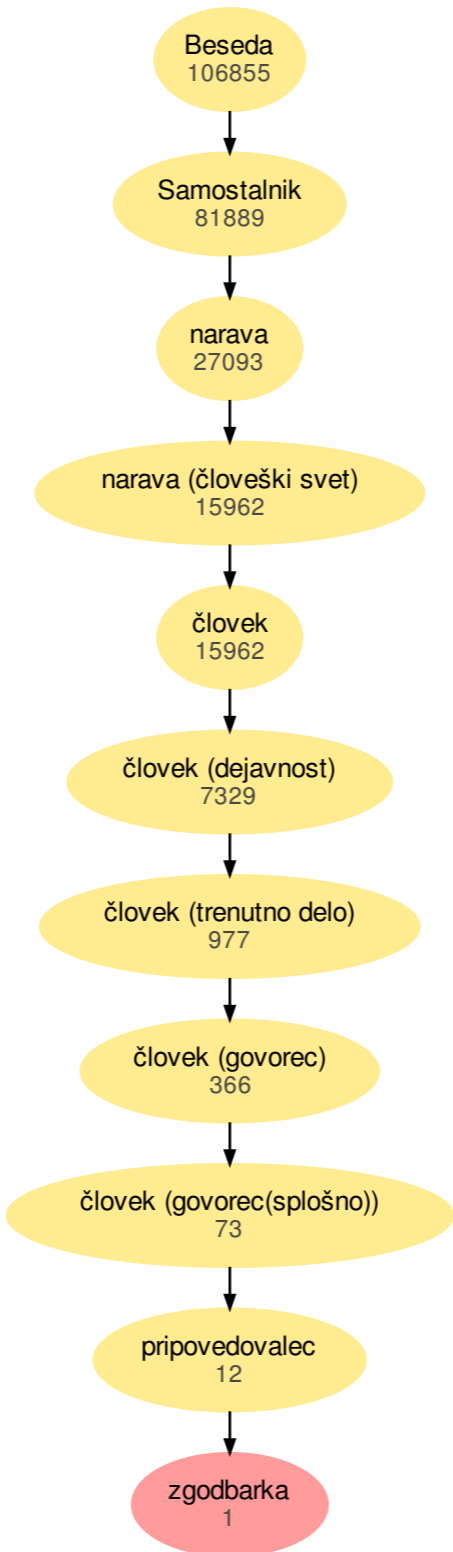 Beseda
106855
Samostalnik
81889
narava
27093
narava (človeški svet)
15962
človek
15962
človek (dejavnost)
7329
človek (trenutno delo)
977
človek (govorec)
366
človek (govorec(splošno))
73
pripovedovalec
12
zgodbarka
1